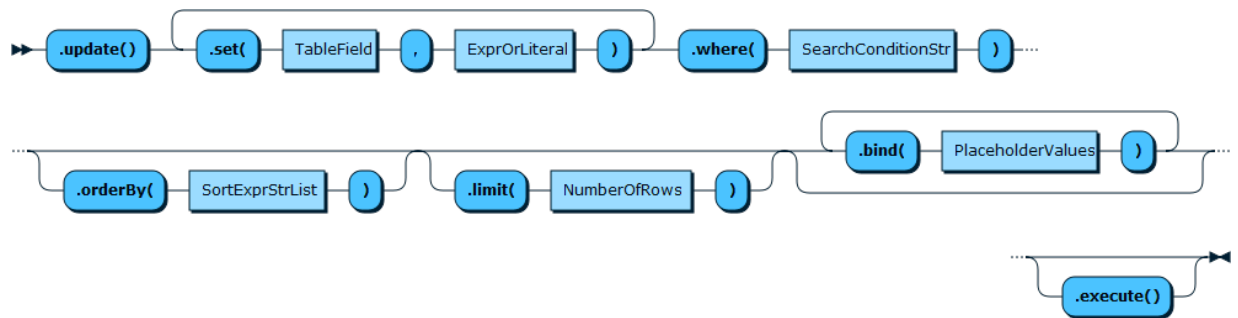 .update() .set( TableField , ExprOrLiteral ) .where( SearchConditionStr )
.bind( PlaceholderValues )
.orderBy( SortExprStrList ) .limit( NumberOfRows )
.execute()